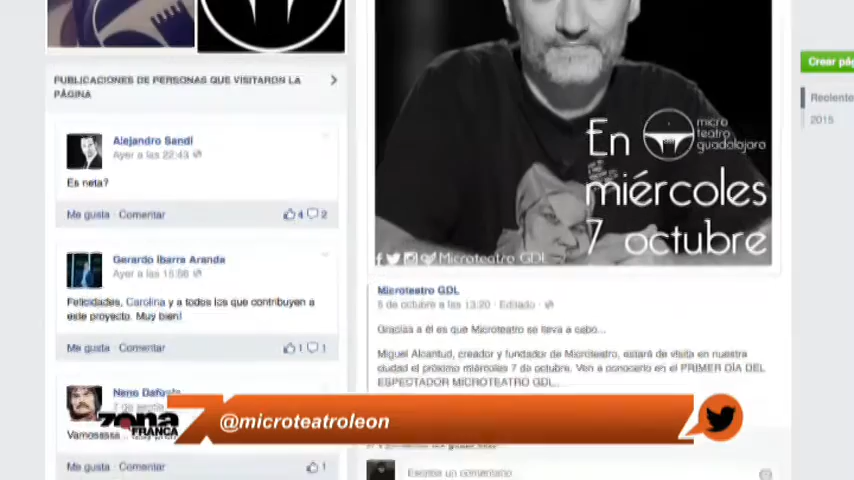 PUBLICACIONES DE PERSONAS QUE VISITARON LA
PÁGINA
Alejandro Sandi
Ayer a las 22:43
Es neta?
Me gusta · Comentar
4 2
Gerardo Ibarra Aranda
Ayer a las
Felicidades, Carolina y a todos los que contribuyen a
este proyecto. Muy bien!
Me gusta · Comentar
1 1
Neno
Vamosssss
Me gusta · Comentar
1
En
micro
teatro
guadalajara
miércoles
7 octubre
Microteatro GDL
Microteatro GDL
5 de octubre a las 13:20 · Editado ·
Gracias a él es que Microteatro se lleva a cabo...
Miguel Alcantud, creador y fundador de Microteatro, estará de visita en nuestra
ciudad el próximo miércoles 7 de octubre. Ven a conocerlo en el PRIMER DÍA DEL
ESPECTADOR MICROTEATRO GDL...
Escribe un comentario
Crear pág
Reciente
2015
zona
FRANCA
@microteatroleon